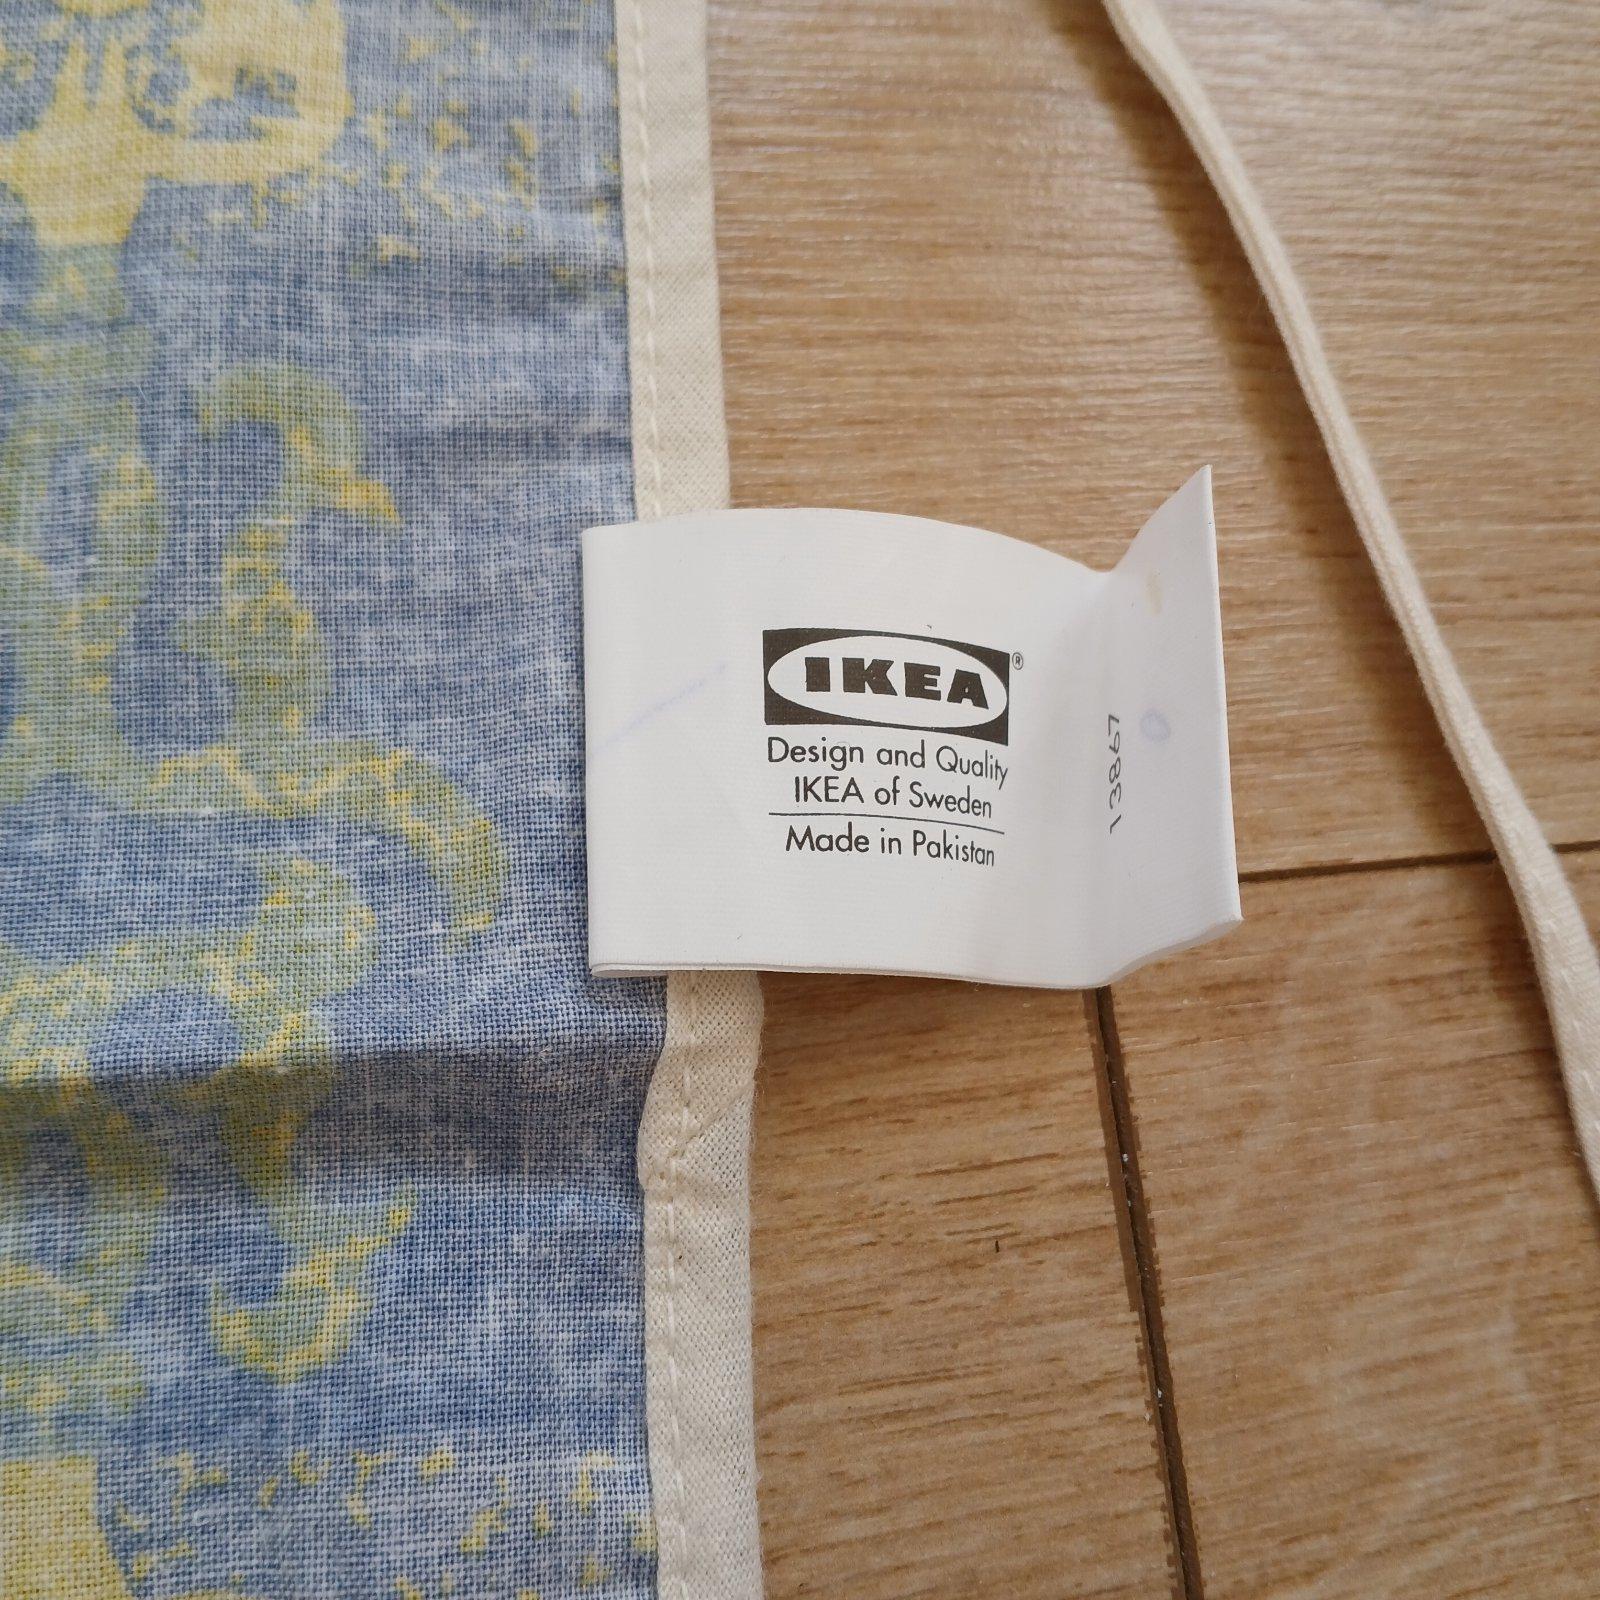 IKEA®
Design and Quality
IKEA of Sweden
Made in Pakistan
13867